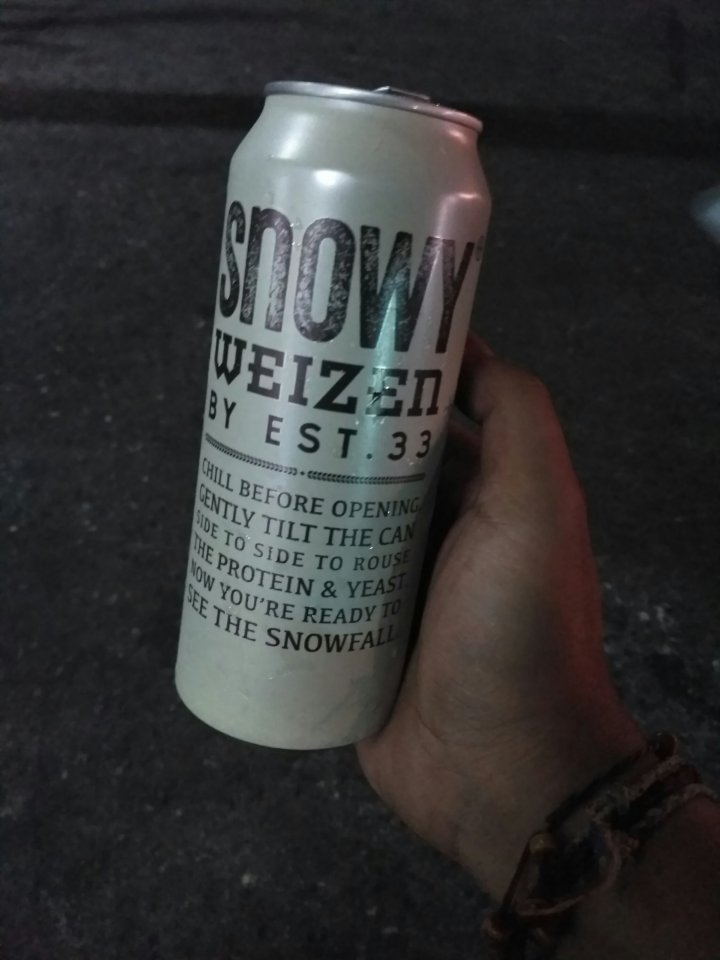 SNOWY
WEIZEN
BY EST.33
CHILL BEFORE OPENING,
GENTLY TILT THE CAN
SIDE TO SIDE TO ROUSE
THE PROTEIN & YEAST.
NOW YOU'RE READY TO
SEE THE SNOWFALL.